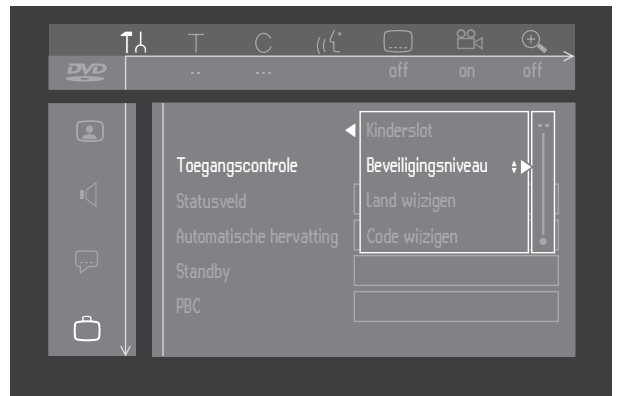 T C
DVD -- --- off on off
Kinderslot --
Toegangscontrole Beveiligingsniveau
Statusveld Land wijzigen
Automatische hervatting Code wijzigen
Standby
PBC